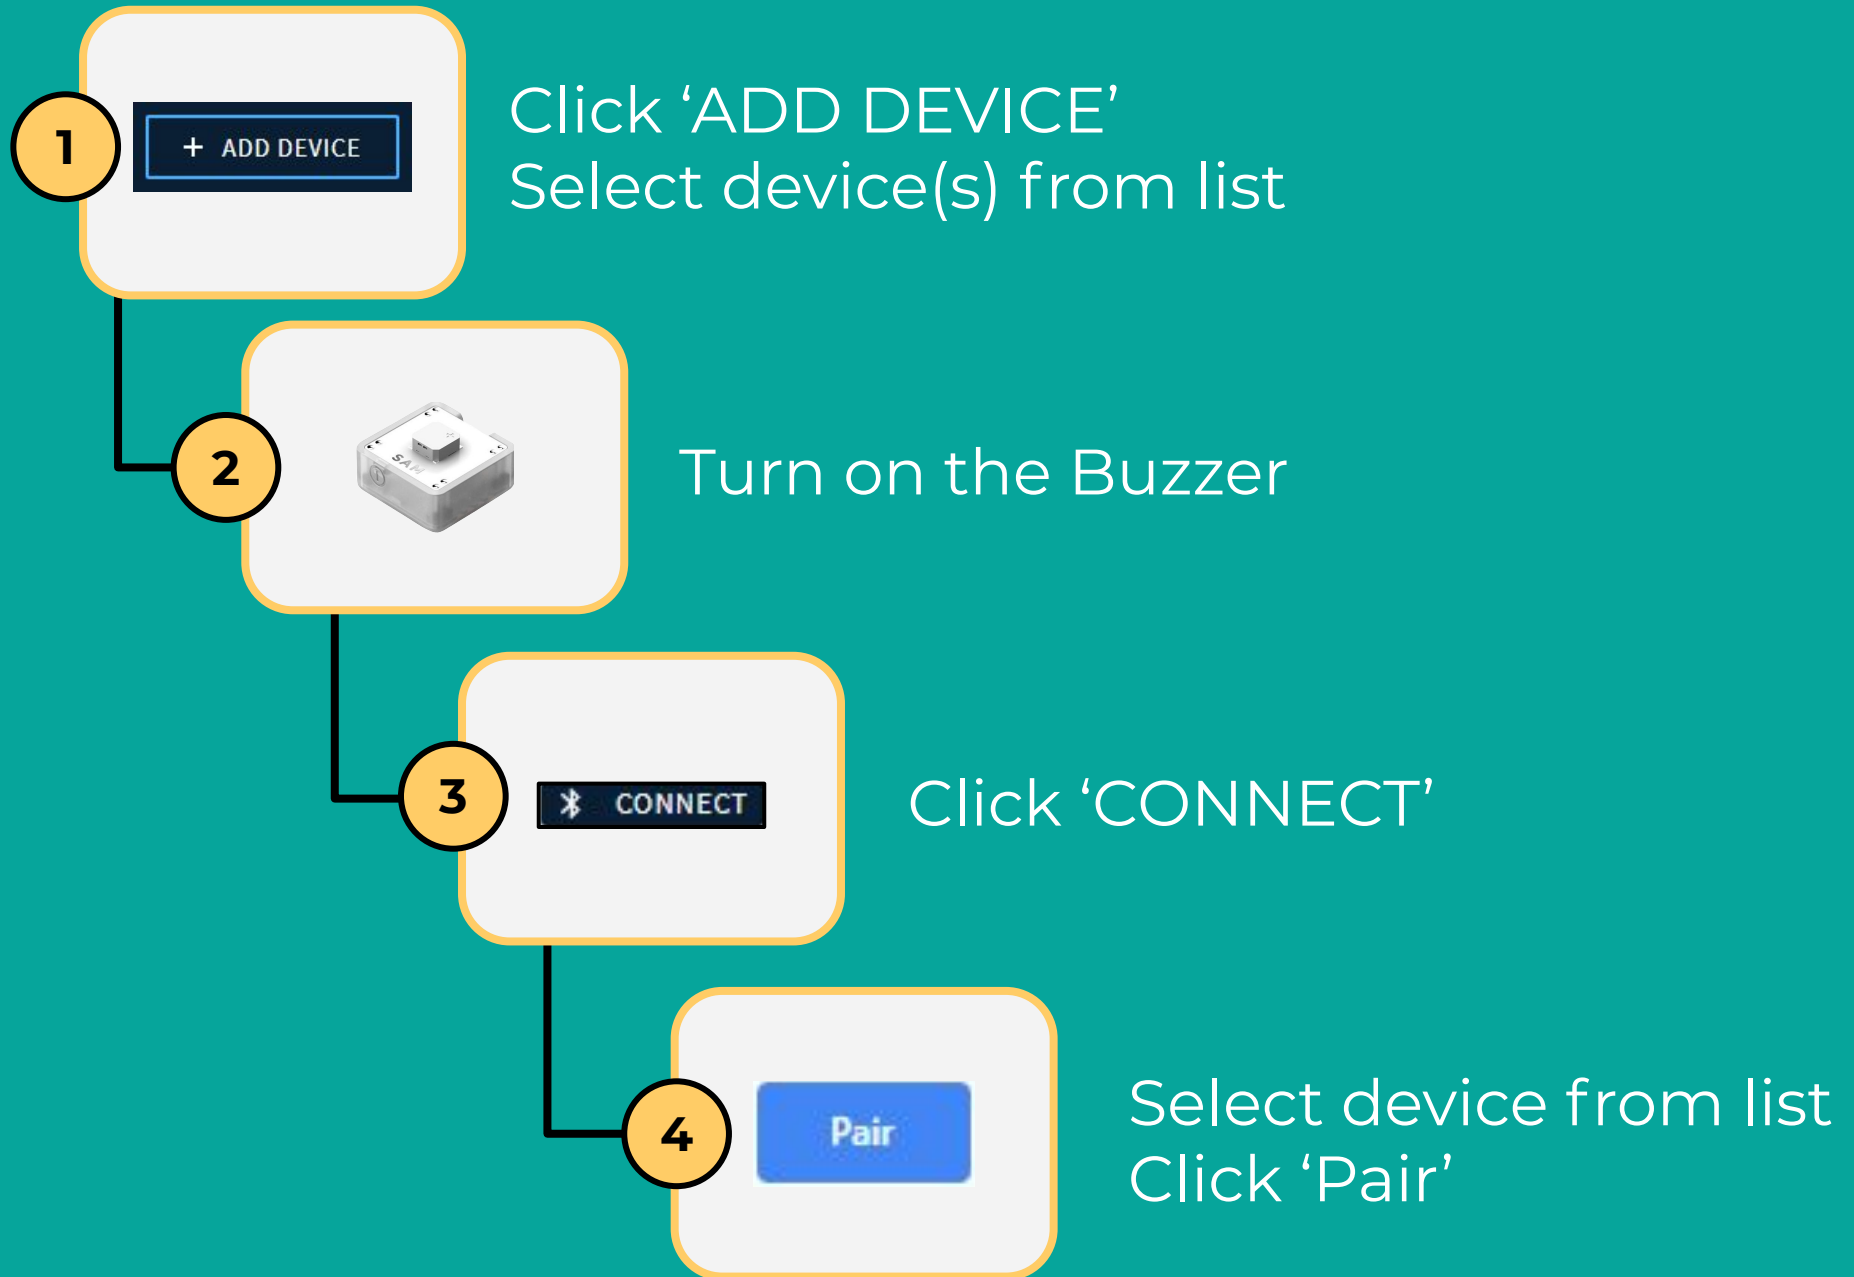 1
+ ADD DEVICE
Click ‘ADD DEVICE’
Select device(s) from list
2
SAM
Turn on the Buzzer
3
CONNECT
Click ‘CONNECT’
4
Pair
Select device from list
Click ‘Pair’